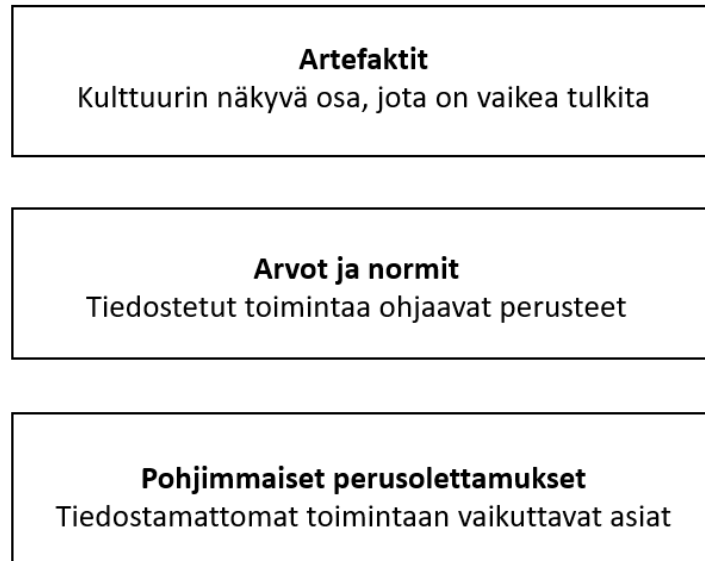 Artefaktit
Kulttuurin näkyvä osa, jota on vaikea tulkita
Arvot ja normit
Tiedostetut toimintaa ohjaavat perusteet
Pohjimmaiset perusolettamukset
Tiedostamattomat toimintaan vaikuttavat asiat